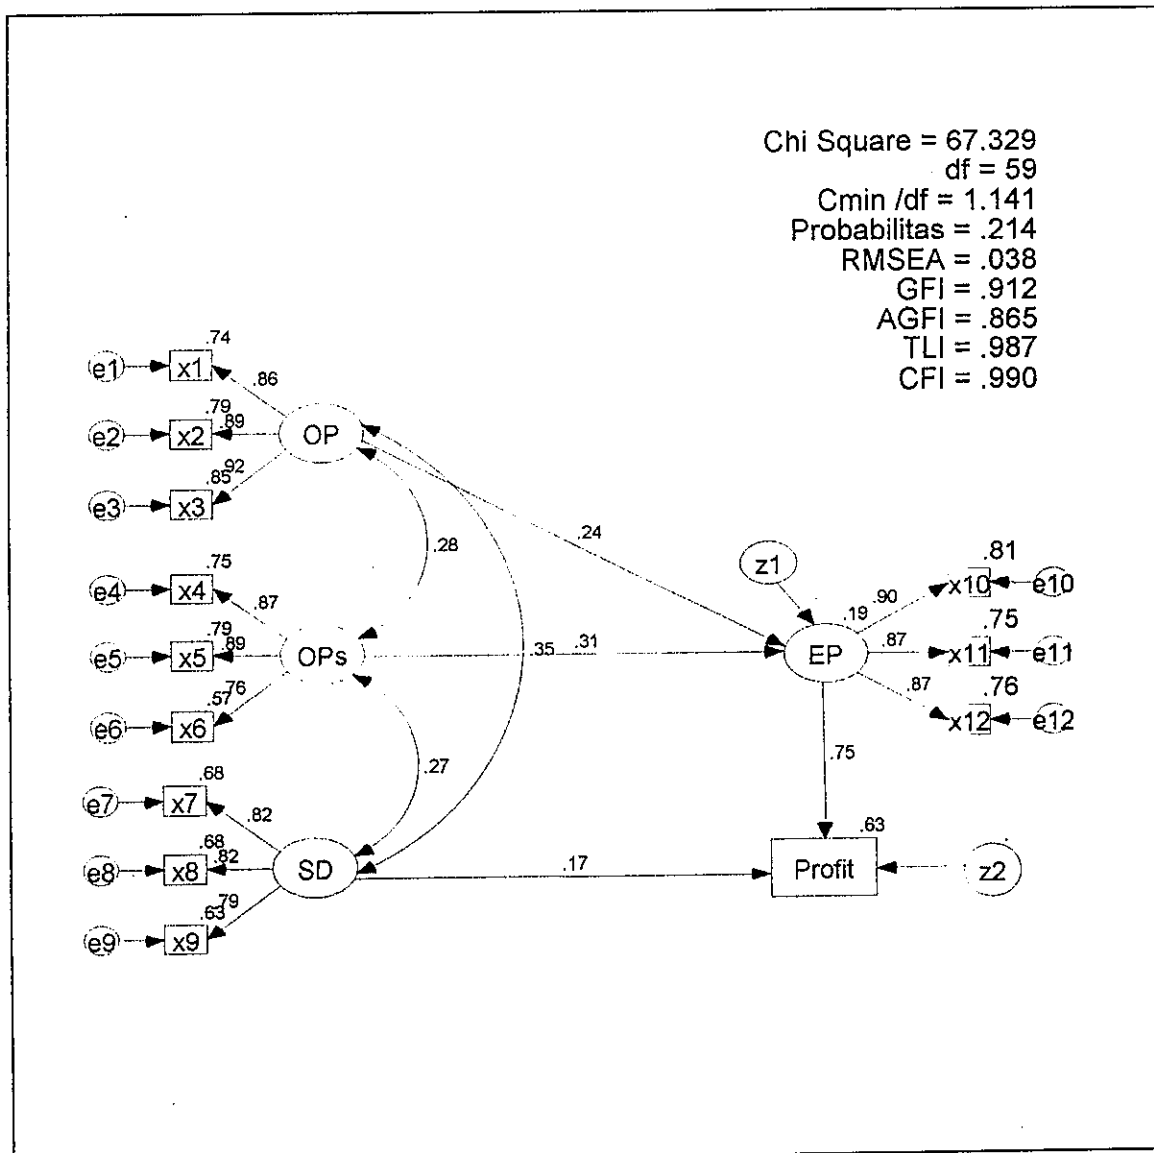 Chi Square = 67.329
df = 59
Cmin /df = 1.141
Probabilitas = .214
RMSEA = .038
GFI = .912
AGFI = .865
TLI = .987
CFI = .990
.74
e1 x1 .86
.79
e2 x2 .89 OP
.92
.85
e3 x3
.28 .24
.75
e4 x4 .87
.79
e5 x5 .89 OPs .35 .31
.76
.57
e6 x6
z1
.81
.19 .90 x10 e10
.75
EP .87 x11 e11
.87 .76
x12 e12
.27 .75
.68
e7 x7 .82
.68
e8 x8 .82 SD .17
.63
Profit z2
.79
.63
e9 x9